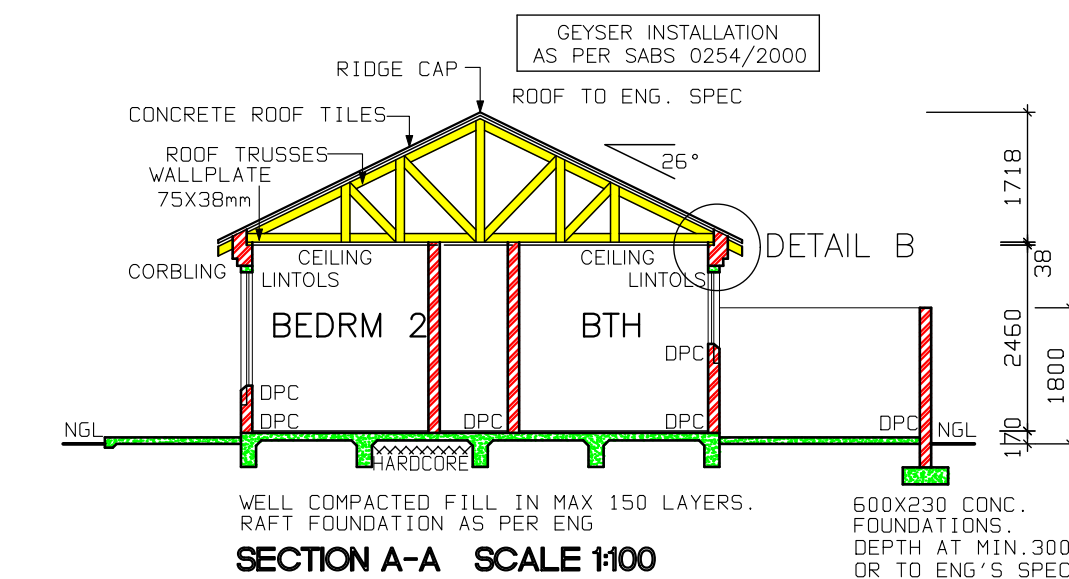 GEYSER INSTALLATION
AS PER SABS 0254/2000
RIDGE CAP
ROOF TO ENG. SPEC
CONCRETE ROOF TILES
ROOF TRUSSES
WALLPLATE
75X38mm
26°
1718
DETAIL B
CORBLING
CEILING
CEILING
LINTOLS
LINTOLS
38
BEDRM 2
BTH
2460
1800
DPC
DPC
DPC
DPC
DPC
DPC
NGL
NGL
170
HARDCORE
WELL COMPACTED FILL IN MAX 150 LAYERS.
RAFT FOUNDATION AS PER ENG
600X230 CONC.
FOUNDATIONS.
DEPTH AT MIN.300
OR TO ENG'S SPEC
SECTION A-A SCALE 1:100